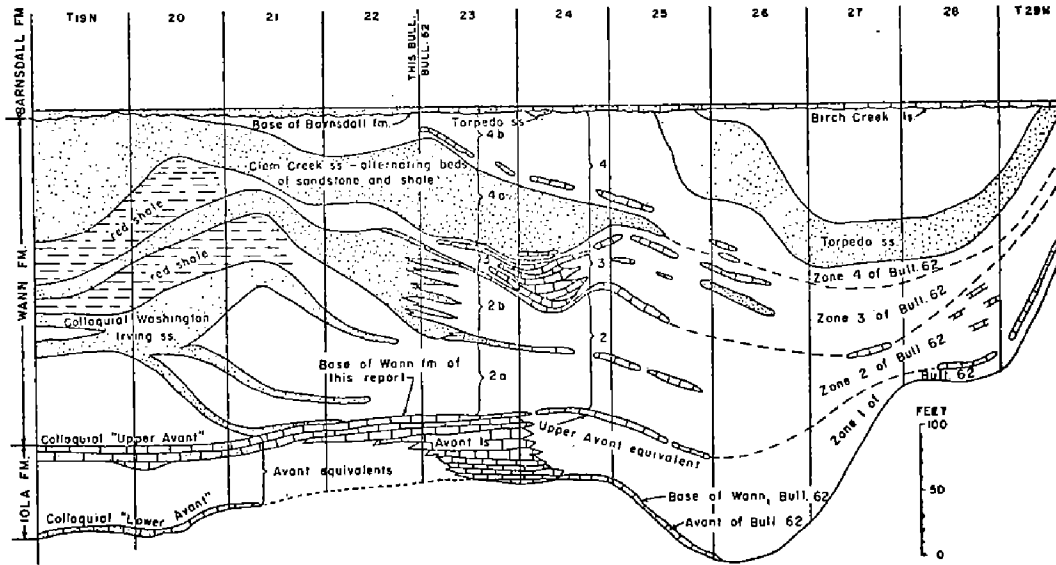 T19N
20
21
22
23
24
25
26
27
28
T29N
THIS BULL.
BULL. 62
BARNSDALL FM
WANN FM.
IOLA FM.
Base of Barnsdall fm.
Torpedo ss
Birch Creek ls.
4b
4
Clem Creek ss – alternating beds
of sandstone and shale
4a
red shale
red shale
Torpedo ss
3
3
Zone 4 of Bull. 62
2b
Zone 3 of Bull. 62
Colloquial Washington
Irving ss.
2
Zone 2 of Bull 62
Base of Wann fm of
this report
2a
Zone 1 of Bull 62
FEET
100
50
0
Colloquial "Upper Avant"
Avant ls
Upper Avant equivalent
Avant equivalents
Colloquial "Lower Avant"
Base of Wann, Bull. 62
Avant of Bull 62